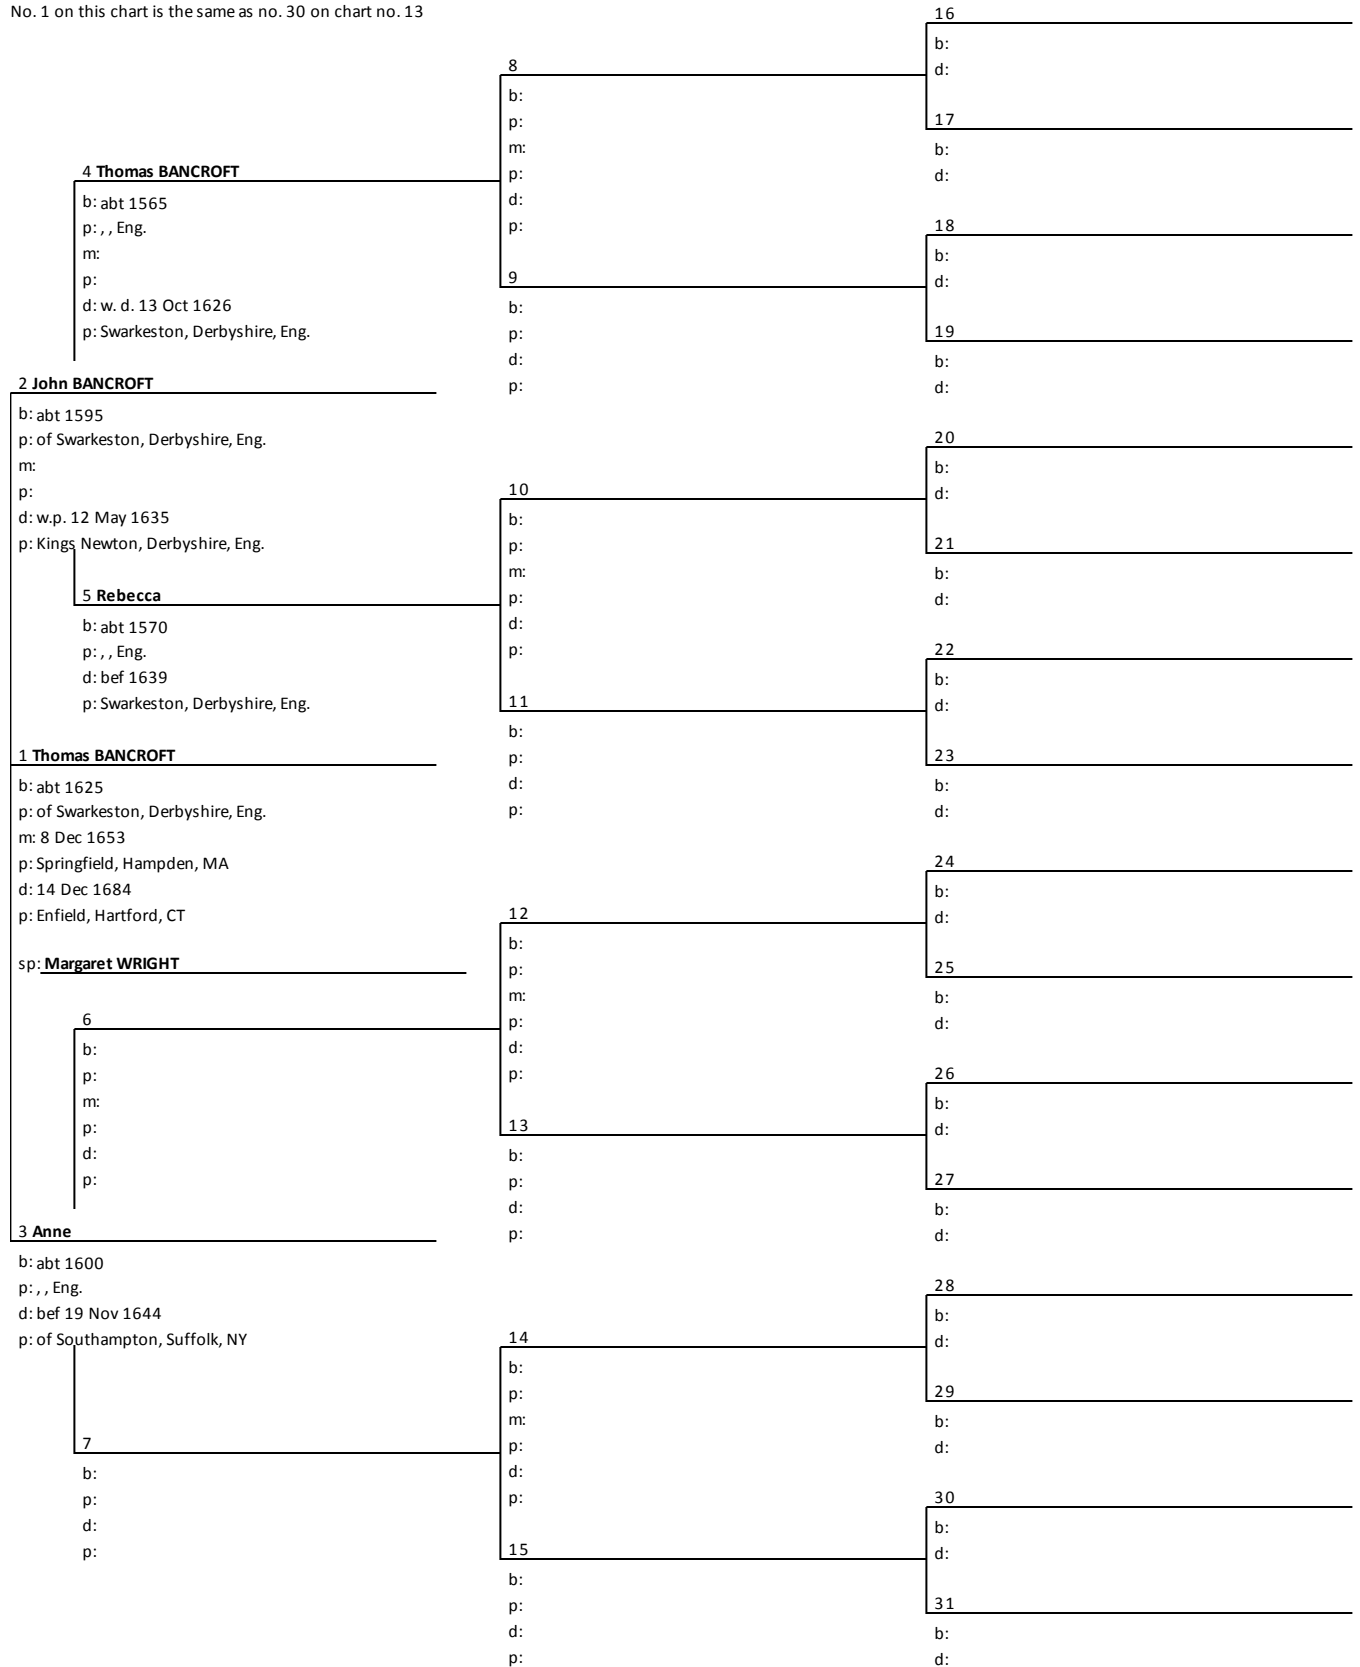 No. 1 on this chart is the same as no. 30 on chart no. 13
4 Thomas BANCROFT
b: abt 1565
p: , , Eng.
m:
p:
d: w. d. 13 Oct 1626
p: Swarkeston, Derbyshire, Eng.
2 John BANCROFT
b: abt 1595
p: of Swarkeston, Derbyshire, Eng.
m:
p:
d: w.p. 12 May 1635
p: Kings Newton, Derbyshire, Eng.
5 Rebecca
b: abt 1570
p: , , Eng.
d: bef 1639
p: Swarkeston, Derbyshire, Eng.
1 Thomas BANCROFT
b: abt 1625
p: of Swarkeston, Derbyshire, Eng.
m: 8 Dec 1653
p: Springfield, Hampden, MA
d: 14 Dec 1684
p: Enfield, Hartford, CT
sp: Margaret WRIGHT
6
b:
p:
m:
p:
d:
p:
3 Anne
b: abt 1600
p: , , Eng.
d: bef 19 Nov 1644
p: of Southampton, Suffolk, NY
7
b:
p:
d:
p:
8
b:
p:
m:
p:
d:
p:
9
b:
p:
d:
p:
10
b:
p:
m:
p:
d:
p:
11
b:
p:
d:
p:
12
b:
p:
m:
p:
d:
p:
13
b:
p:
d:
p:
14
b:
p:
m:
p:
d:
p:
15
b:
p:
d:
p:
16
b:
d:
17
b:
d:
18
b:
d:
19
b:
d:
20
b:
d:
21
b:
d:
22
b:
d:
23
b:
d:
24
b:
d:
25
b:
d:
26
b:
d:
27
b:
d:
28
b:
d:
29
b:
d:
30
b:
d:
31
b:
d: